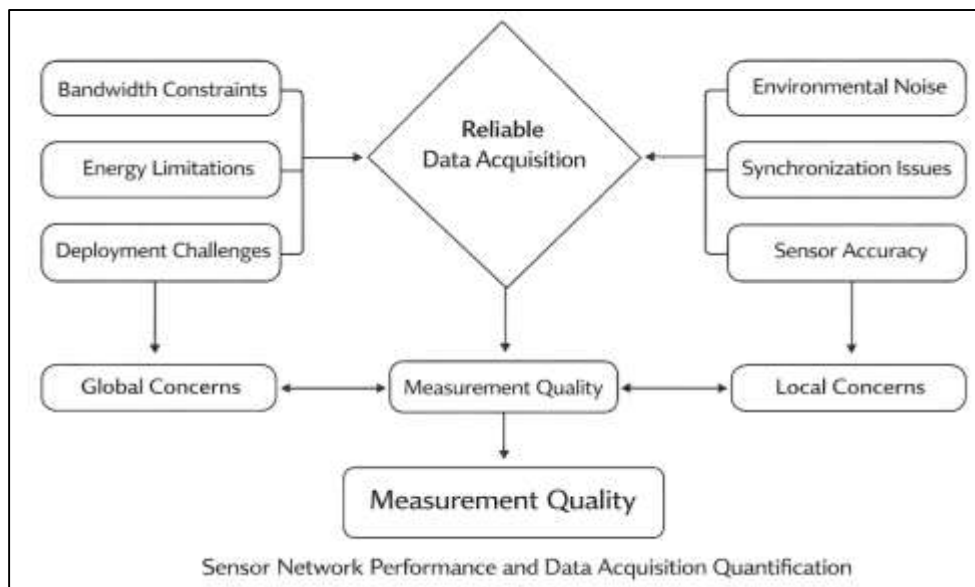 Bandwidth Constraints
Energy Limitations
Deployment Challenges
Reliable
Data Acquisition
Environmental Noise
Synchronization Issues
Sensor Accuracy
Global Concerns
Measurement Quality
Local Concerns
Measurement Quality
Sensor Network Performance and Data Acquisition Quantification